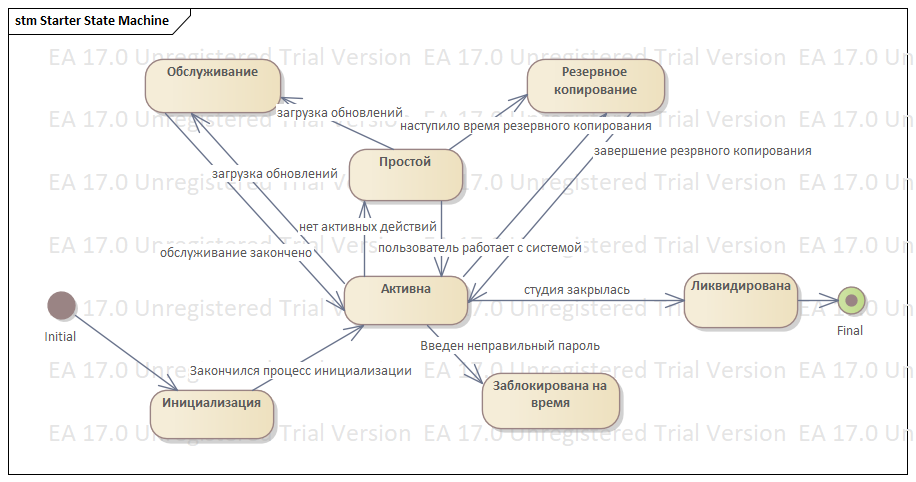 stm Starter State Machine
EA 17.0 Unregistered Trial Version EA 17.0 Unregistered Trial Version EA 17.0 Un
Обслуживание
Резервное
копирование
загрузка обновлений
EA 17.0 Unregistered Trial Version EA 17.0 Unregistered Trial Version EA 17.0 Un
наступило время резервного копирования
завершение резрвного копирования
Простой
загрузка обновлений
EA 17.0 Unregistered Trial Version EA 17.0 Unregistered Trial Version EA 17.0 Un
нет активных действий
EA 17.0 Unregistered Trial Version EA 17.0 Unregistered Trial Version EA 17.0 Un
обслуживание закончено
пользователь работает с системой
Активна
студия закрылась
Ликвидирована
EA 17.0 Unregistered Trial Version EA 17.0 Unregistered Trial Version EA 17.0 Un
Initial
Final
Введен неправильный пароль
Закончился процесс инициализации
EA 17.0 Unregistered Trial Version EA 17.0 Unregistered Trial Version EA 17.0 Un
Инициализация
Заблокирована на
время
EA 17.0 Unregistered Trial Version EA 17.0 Unregistered Trial Version EA 17.0 Un